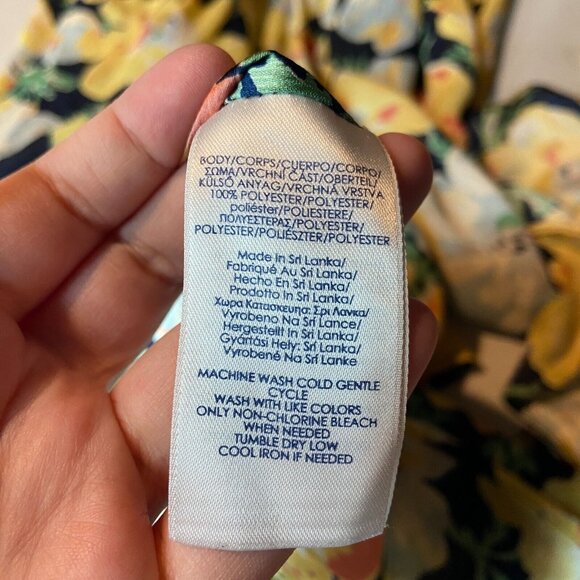 BODY/CORPS/CUERPO/CORPO/
ΣΩΜΑ/VRCHNÍ ČÁST/OBERTEIL/
KÜLSŐ ANYAG/VRCHNÁ VRSTVA
100% POLYESTER/POLYESTER/
poliéster/POLIESTERE/
ΠΟΛΥΕΣΤΕΡΑΣ/POLYESTER/
POLYESTER/POLIÉSZTER/POLYESTER
Made in Sri Lanka/
Fabriqué Au Sri Lanka/
Hecho En Sri Lanka/
Prodotto In Sri Lanka/
Χωρα Κατασκευησ: Σρι Λανκα/
Vyrobeno Na Srí Lance/
Hergestellt In Sri Lanka/
Gyártási Hely: Srí Lanka/
Vyrobené Na Srí Lanke
MACHINE WASH COLD GENTLE
CYCLE
WASH WITH LIKE COLORS
ONLY NON-CHLORINE BLEACH
WHEN NEEDED
TUMBLE DRY LOW
COOL IRON IF NEEDED